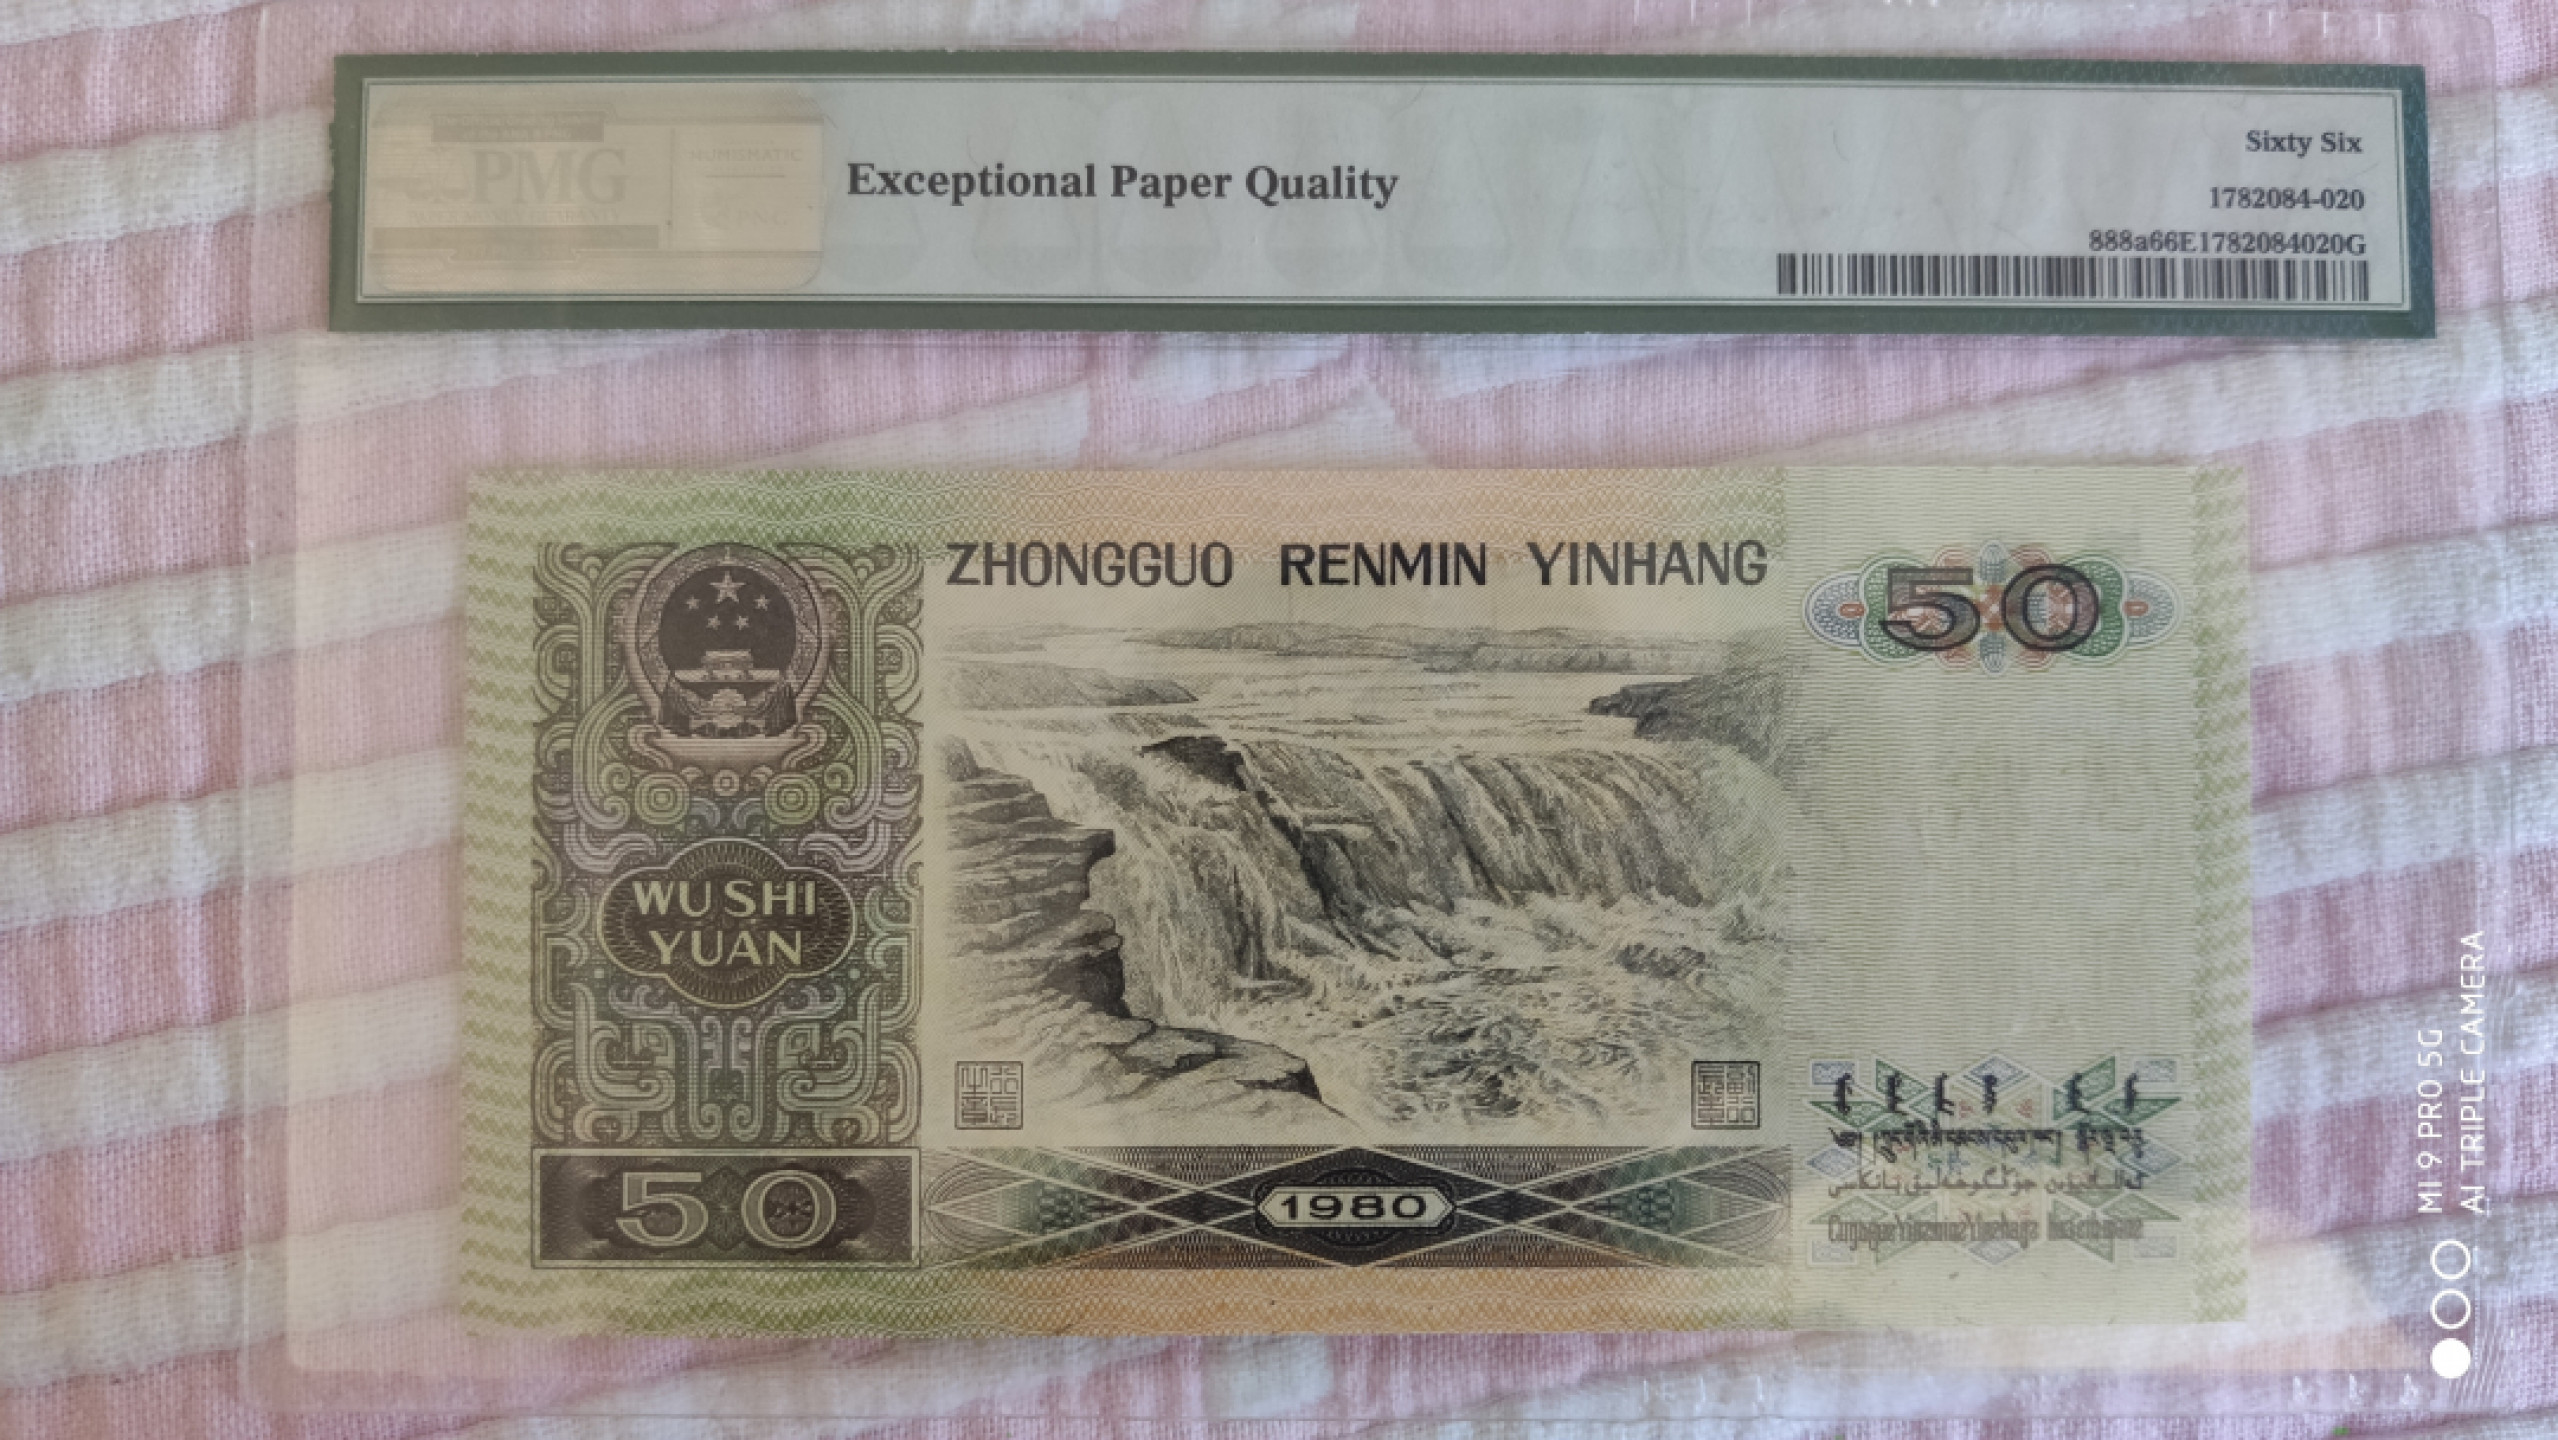 PMG
NUMISMATIC
Exceptional Paper Quality
Sixty Six
1782084-020
888a66E1782084020G
ZHONGGUO RENMIN YINHANG
50
WU SHI
YUAN
50
1980
MI 9 PRO 5G
AI TRIPLE CAMERA